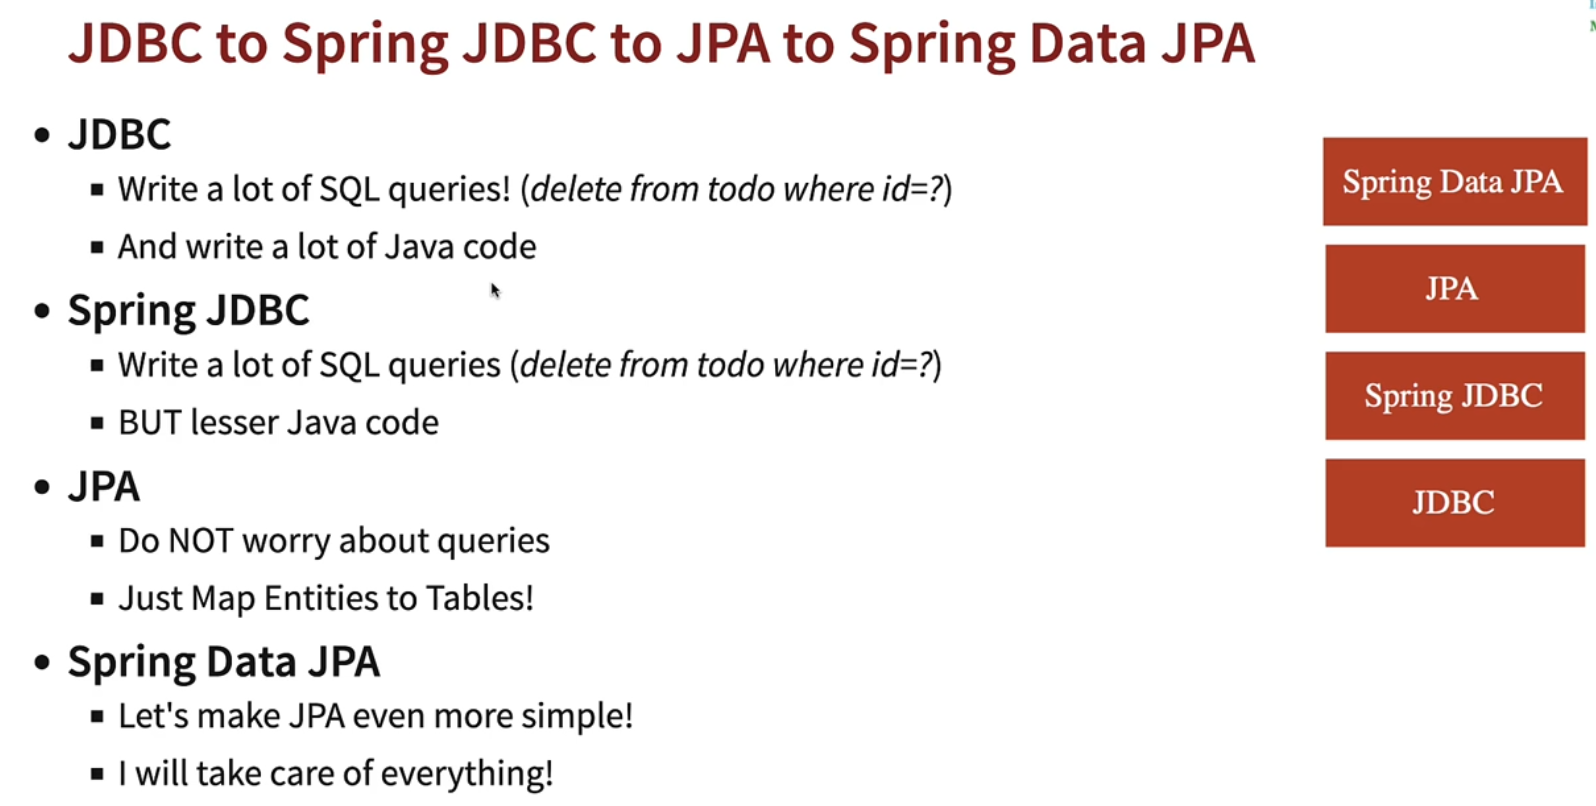 JDBC to Spring JDBC to JPA to Spring Data JPA
• JDBC
▪ Write a lot of SQL queries! (delete from todo where id=?)
▪ And write a lot of Java code
• Spring JDBC
▪ Write a lot of SQL queries (delete from todo where id=?)
▪ BUT lesser Java code
• JPA
▪ Do NOT worry about queries
▪ Just Map Entities to Tables!
• Spring Data JPA
▪ Let's make JPA even more simple!
▪ I will take care of everything!
Spring Data JPA
JPA
Spring JDBC
JDBC